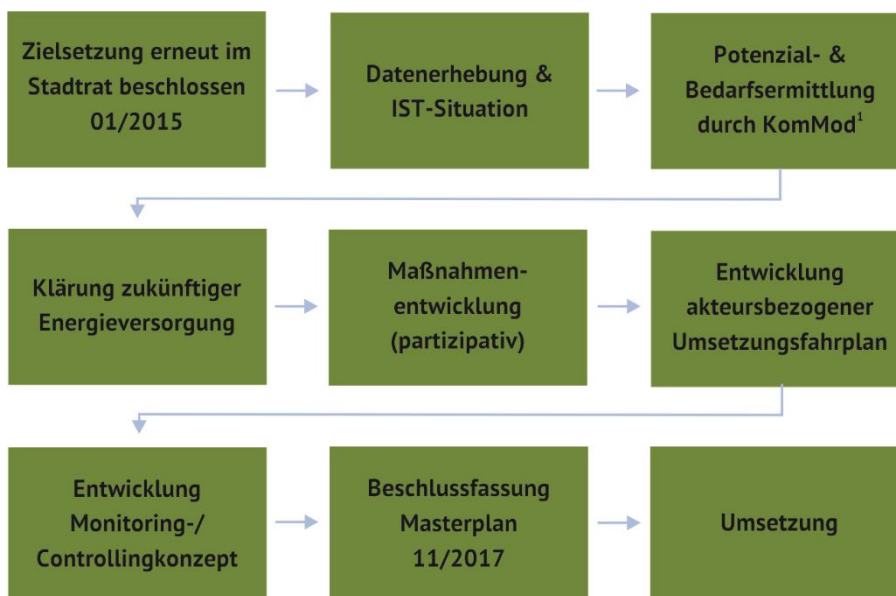 Zielsetzung erneut im
Stadtrat beschlossen
01/2015
Datenerhebung &
IST-Situation
Potenzial- &
Bedarfsermittlung
durch KomMod¹
Klärung zukünftiger
Energieversorgung
Maßnahmen-
entwicklung
(partizipativ)
Entwicklung
akteursbezogener
Umsetzungsfahrplan
Entwicklung
Monitoring-/
Controllingkonzept
Beschlussfassung
Masterplan
11/2017
Umsetzung